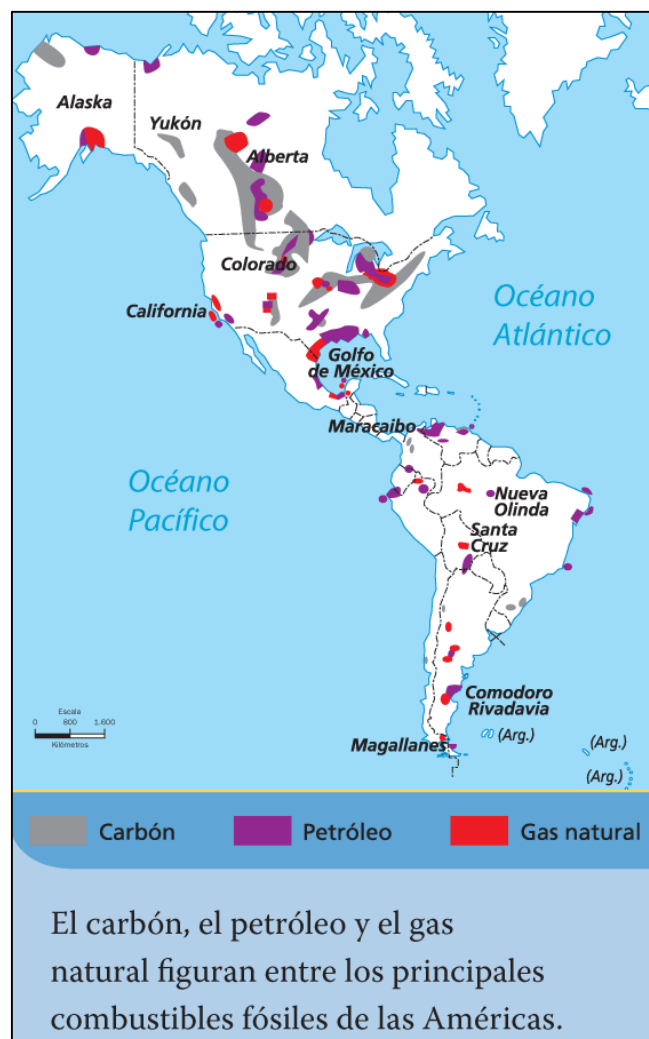 Alaska
Yukón
Alberta
Colorado
California
Océano
Atlántico
Golfo
de México
Maracaibo
Océano
Pacífico
Nueva
Olinda
Santa
Cruz
Comodoro
Rivadavia
Escala
0 800 1.600
Kilómetros
Magallanes
(Arg.)
(Arg.)
(Arg.)
Carbón Petróleo Gas natural
El carbón, el petróleo y el gas
natural figuran entre los principales
combustibles fósiles de las Américas.